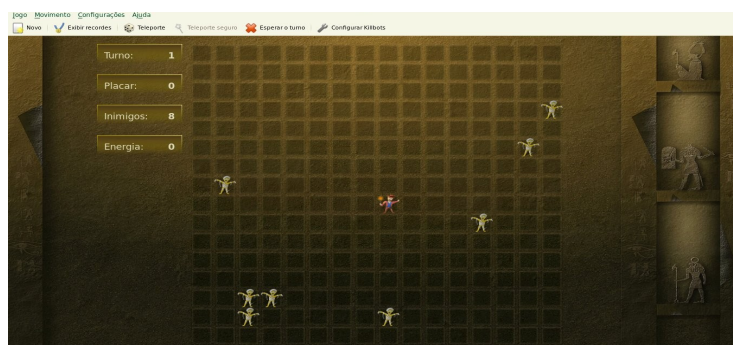 Jogo Movimento Configurações Ajuda
Novo Exibir recordes Teleporte Teleporte seguro Esperar o turno Configurar Killbots
Turno: 1
Placar: 0
Inimigos: 8
Energia: 0